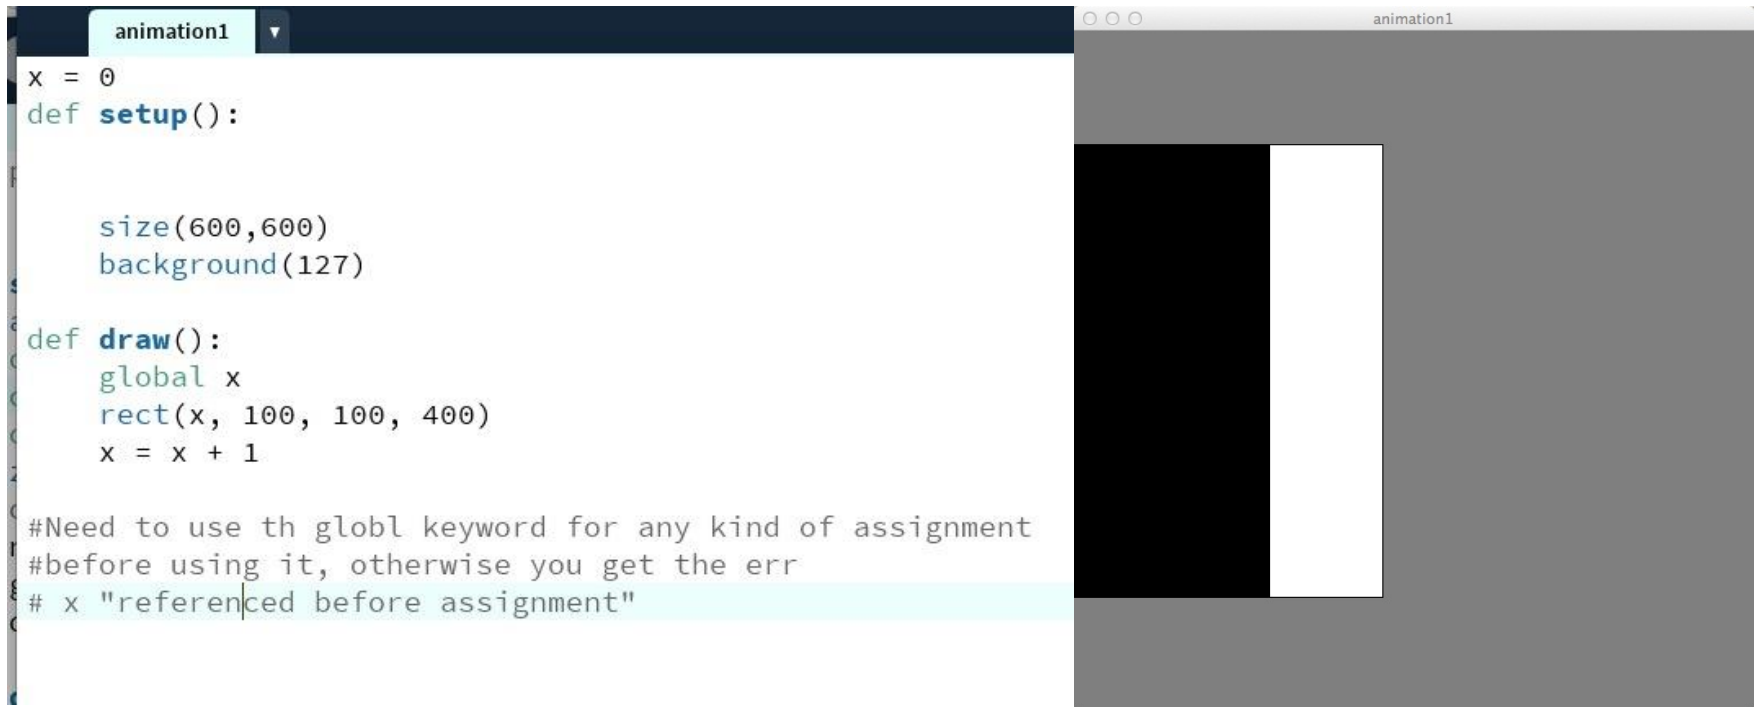 animation1
x = 0
def setup():
size(600,600)
background(127)
def draw():
global x
rect(x, 100, 100, 400)
x = x + 1
#Need to use th globl keyword for any kind of assignment
#before using it, otherwise you get the err
# x "referenced before assignment"
animation1